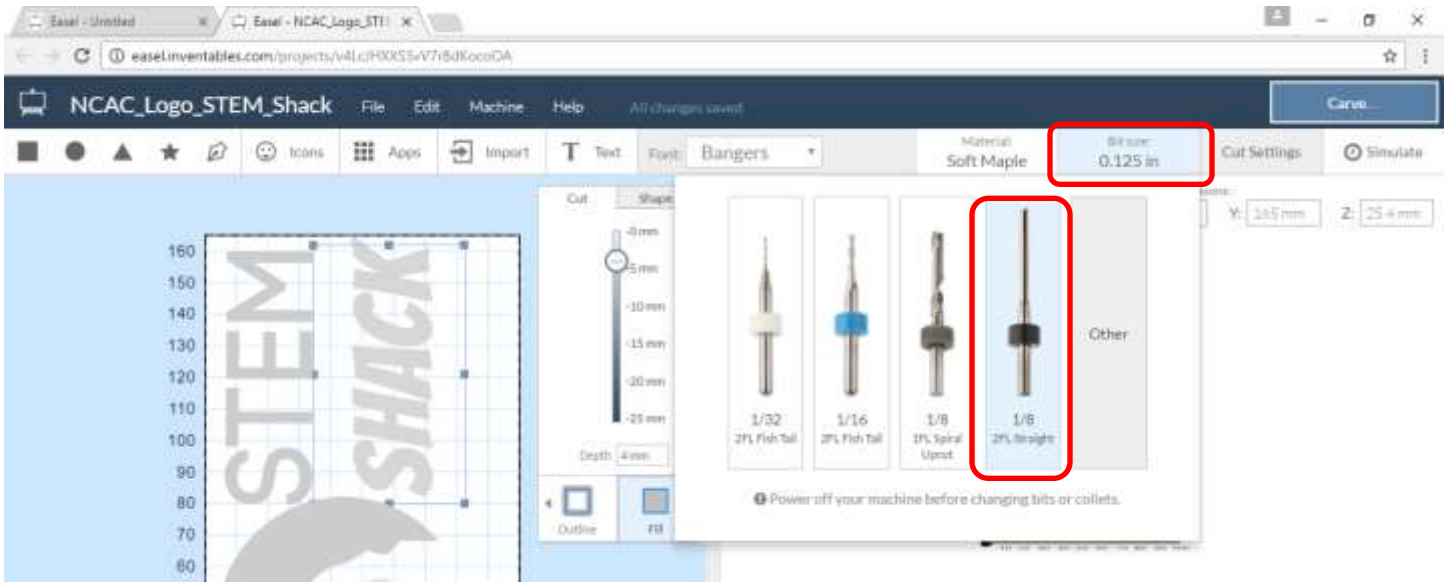 Easel - Untitled
Easel - NCAC_Logo_STE
easel.inventables.com/projects/
NCAC_Logo_STEM_Shack File Edit Machine Help All changes saved Carve...
Icons Apps Import Text Font: Bangers Material: Soft Maple Bit size: 0.125 in Cut Settings Simulate
Cut Shape
Y: 165 mm Z: 25.4 mm
-0 mm
-5 mm
-10 mm
-15 mm
-20 mm
-25 mm
Depth 4 mm
Outline Fill
160
150
140
130
120
110
100
90
80
70
60
STEM
SHACK
1/32
2FL Fish Tail
1/16
2FL Fish Tail
1/8
1FL Spiral
Upcut
1/8
2FL Straight
Other
Power off your machine before changing bits or collets.